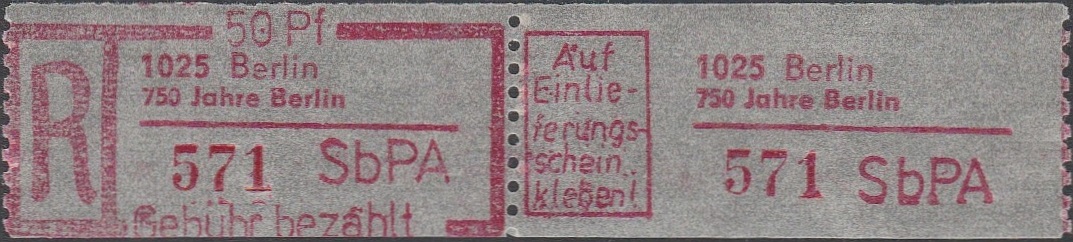 50 Pf
R
1025 Berlin
750 Jahre Berlin
571 SbPA
Gebühr bezahlt
Auf
Einlie-
ferungs-
schein
kleben!
1025 Berlin
750 Jahre Berlin
571 SbPA